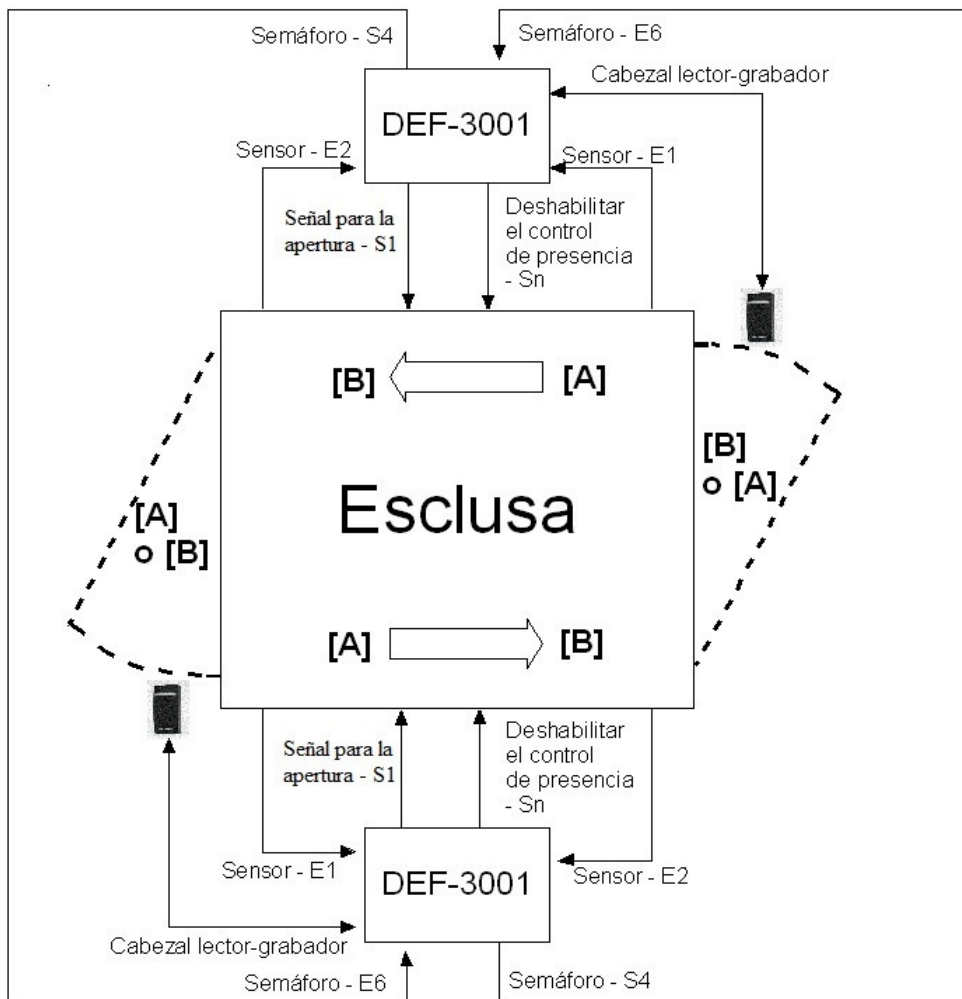 Semáforo - S4
Semáforo - E6
Cabezal lector-grabador
DEF-3001
Sensor - E2
Sensor - E1
Señal para la
apertura - S1
Deshabilitar
el control
de presencia
- Sn
[B]
[A]
[B]
o [A]
Esclusa
[A]
o [B]
[A]
[B]
Señal para la
apertura - S1
Deshabilitar
el control
de presencia
- Sn
Sensor - E1
DEF-3001
Sensor - E2
Cabezal lector-grabador
Semáforo - E6
Semáforo - S4